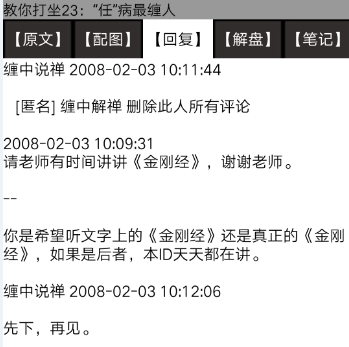 教你打坐23：“任”病最缠人
【原文】 【配图】 【回复】 【解盘】 【笔记】
缠中说禅 2008-02-03 10:11:44
[匿名] 缠中解禅 删除此人所有评论
2008-02-03 10:09:31
请老师有时间讲讲《金刚经》，谢谢老师。
--
你是希望听文字上的《金刚经》还是真正的《金刚
经》，如果是后者，本ID天天都在讲。
缠中说禅 2008-02-03 10:12:06
先下，再见。